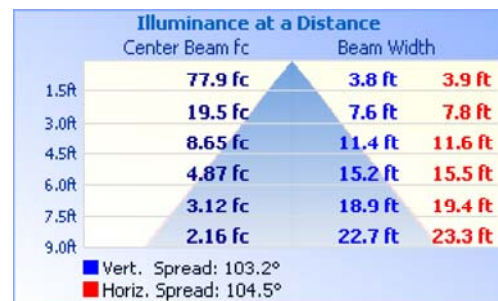 Illuminance at a Distance
Center Beam fc Beam Width
1.5ft 77.9 fc 3.8 ft 3.9 ft
3.0ft 19.5 fc 7.6 ft 7.8 ft
4.5ft 8.65 fc 11.4 ft 11.6 ft
6.0ft 4.87 fc 15.2 ft 15.5 ft
7.5ft 3.12 fc 18.9 ft 19.4 ft
9.0ft 2.16 fc 22.7 ft 23.3 ft
Vert. Spread: 103.2°
Horiz. Spread: 104.5°